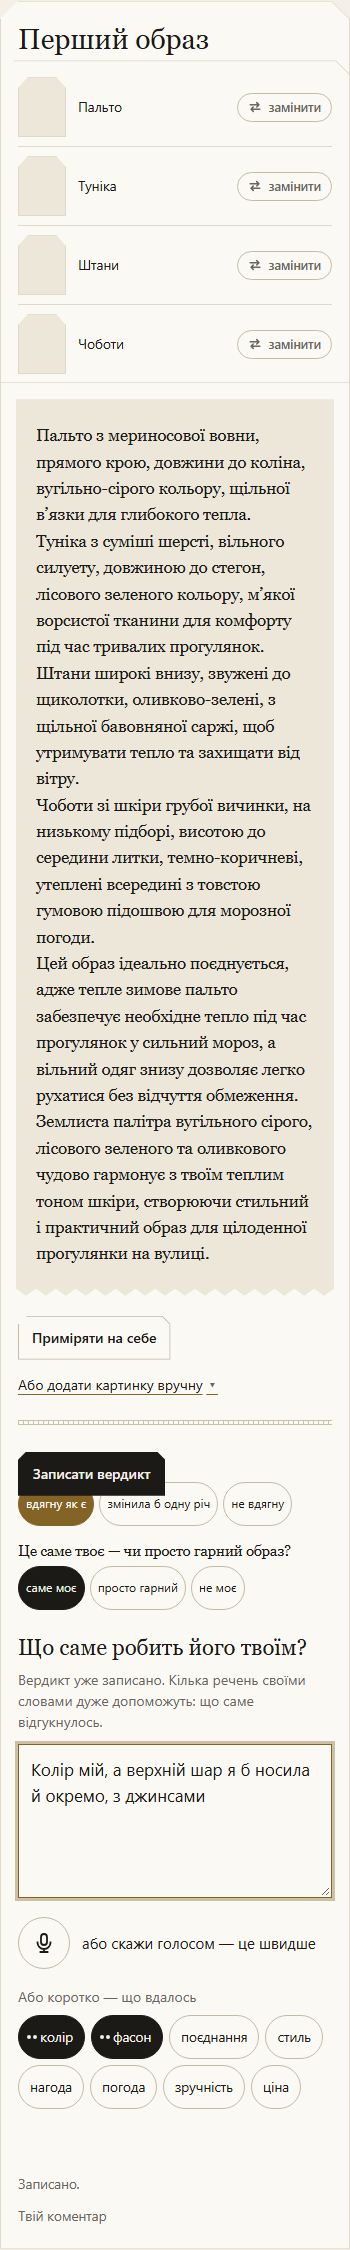 Перший образ
Пальто
замінити
Туніка
замінити
Штани
замінити
Чоботи
замінити
Пальто з мериносової вовни,
прямого крою, довжини до коліна,
вугільно-сірого кольору, щільної
в’язки для глибокого тепла.
Туніка з суміші шерсті, вільного
силуету, довжиною до стегон,
лісового зеленого кольору, м’якої
ворсистої тканини для комфорту
під час тривалих прогулянок.
Штани широкі внизу, звужені до
щиколотки, оливково-зелені, з
щільної бавовняної саржі, щоб
утримувати тепло та захищати від
вітру.
Чоботи зі шкіри грубої вичинки, на
низькому підборі, висотою до
середини литки, темно-коричневі,
утеплені всередині з товстою
гумовою підошвою для морозної
погоди.
Цей образ ідеально поєднується,
адже тепле зимове пальто
забезпечує необхідне тепло під час
прогулянок у сильний мороз, а
вільний одяг знизу дозволяє легко
рухатися без відчуття обмеження.
Землиста палітра вугільного сірого,
лісового зеленого та оливкового
чудово гармонує з твоїм теплим
тоном шкіри, створюючи стильний
і практичний образ для цілоденної
прогулянки на вулиці.
Приміряти на себе
Або додати картинку вручну
Записати вердикт
вдягну як є
змінила б одну річ
не вдягну
Це саме твоє — чи просто гарний образ?
саме моє
просто гарний
не моє
Що саме робить його твоїм?
Вердикт уже записано. Кілька речень своїми
словами дуже допоможуть: що саме
відгукнулось.
Колір мій, а верхній шар я б носила
й окремо, з джинсами
або скажи голосом — це швидше
Або коротко — що вдалось
колір
фасон
поєднання
стиль
нагода
погода
зручність
ціна
Записано.
Твій коментар